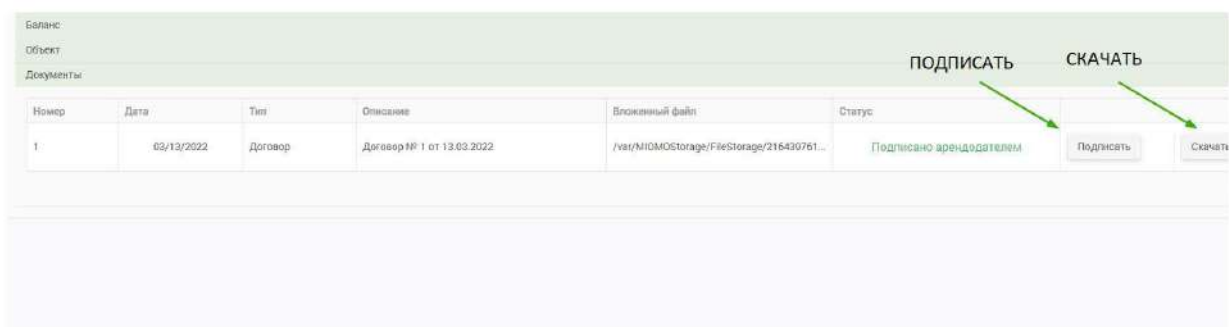 Баланс
Объект
Документы
ПОДПИСАТЬ СКАЧАТЬ
Номер Дата Тип Описание Вложенный файл Статус
1 03/13/2022 Договор Договор № 1 от 13.03.2022 /var/MIOMOStorage/FileStorage/216430761... Подписано арендодателем Подписать Скачать